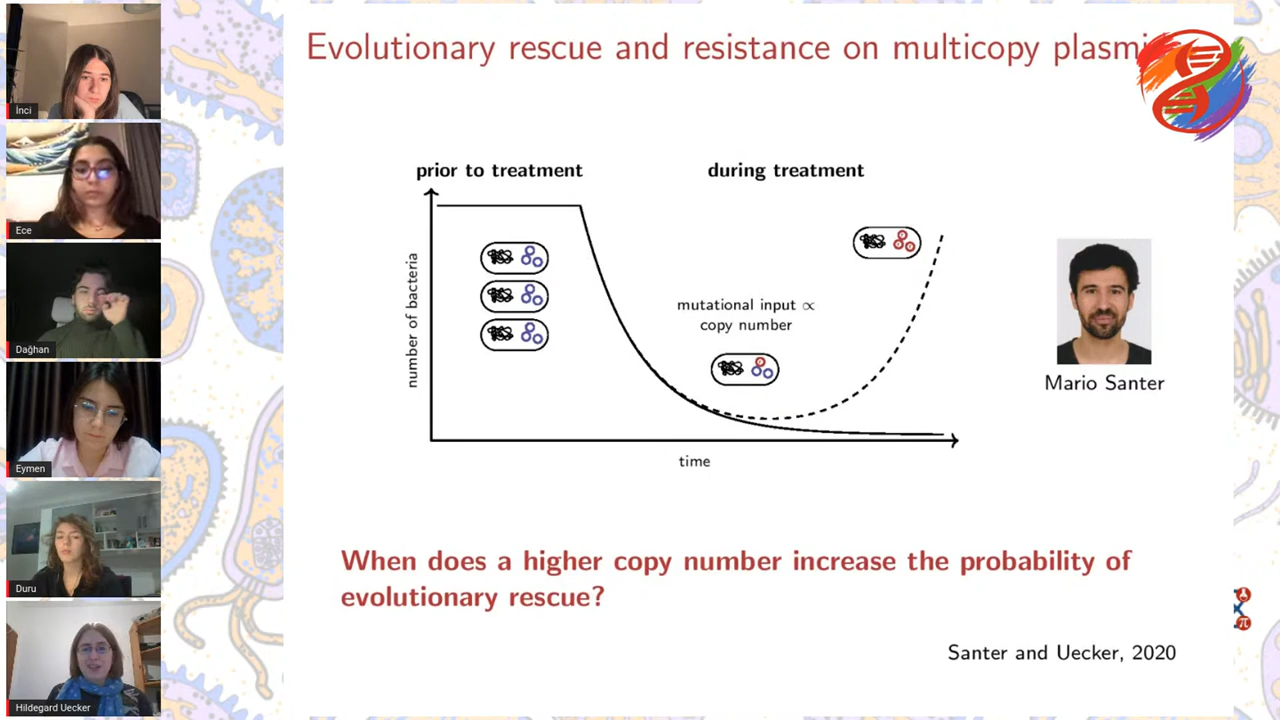 Evolutionary rescue and resistance on multicopy
prior to treatment
during treatment
number of bacteria
mutational input ∝
copy number
time
Mario Santer
When does a higher copy number increase the probability of
evolutionary rescue?
Santer and Uecker, 2020
İnci
Ece
Dağhan
Eymen
Duru
Hildegard Uecker
π